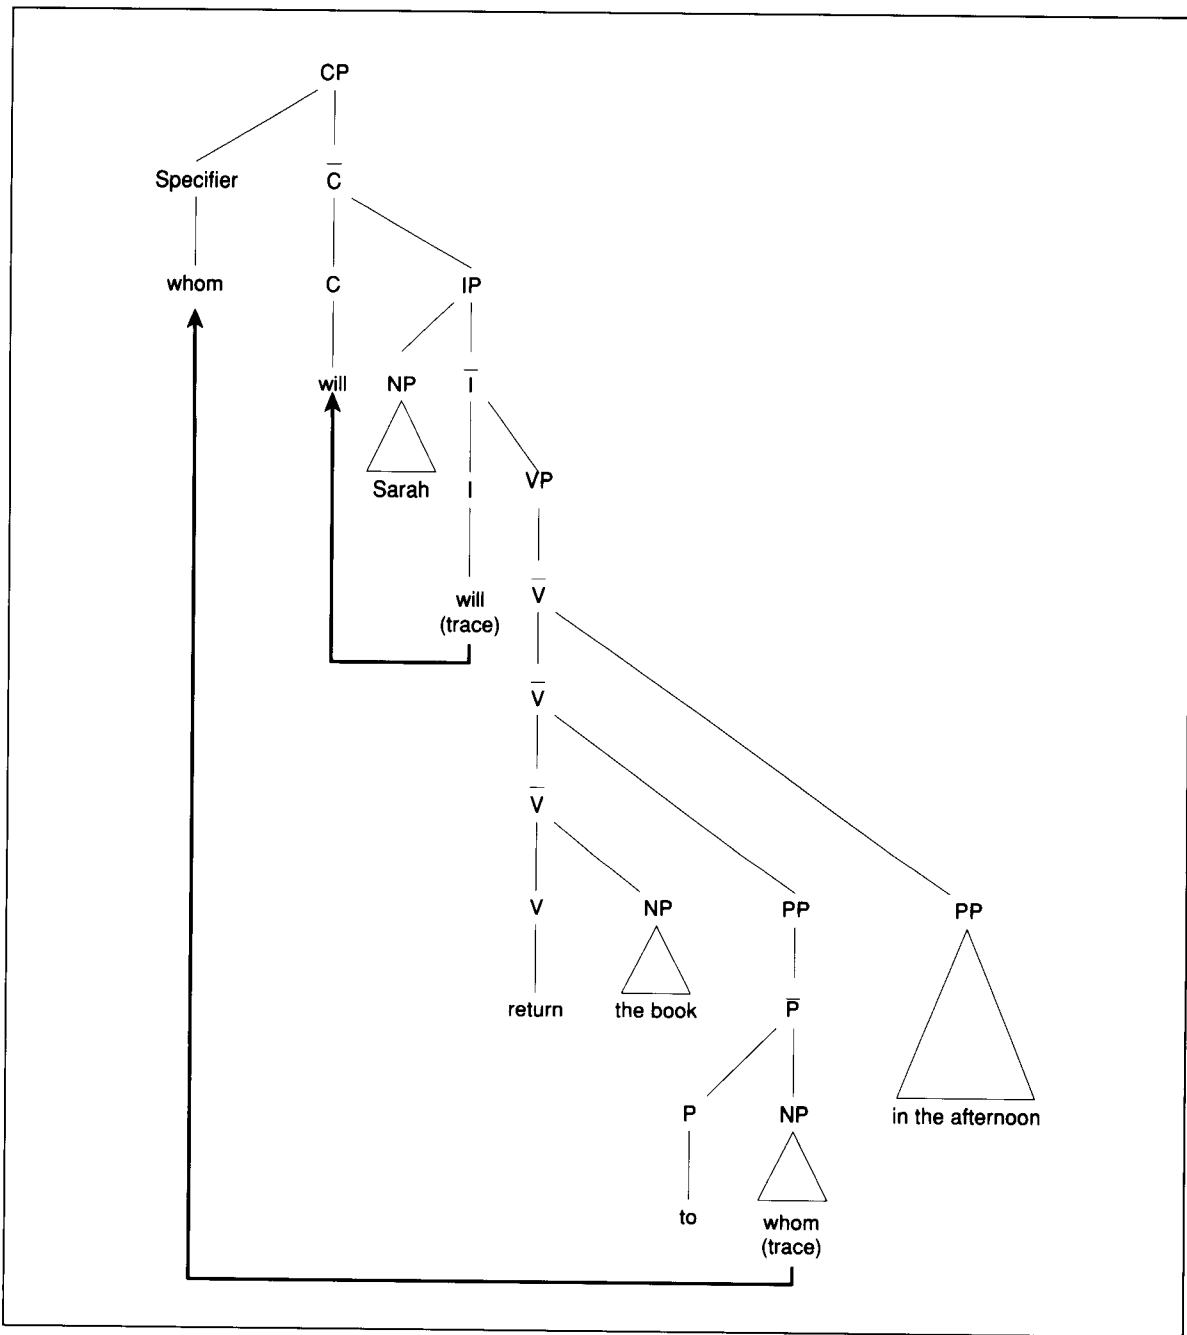 CP
Specifier C̅
whom C IP
will NP I̅
Sarah I VP
will
(trace)
V̅
V̅
V̅
V NP PP PP
return the book P̅
P NP in the afternoon
to whom
(trace)